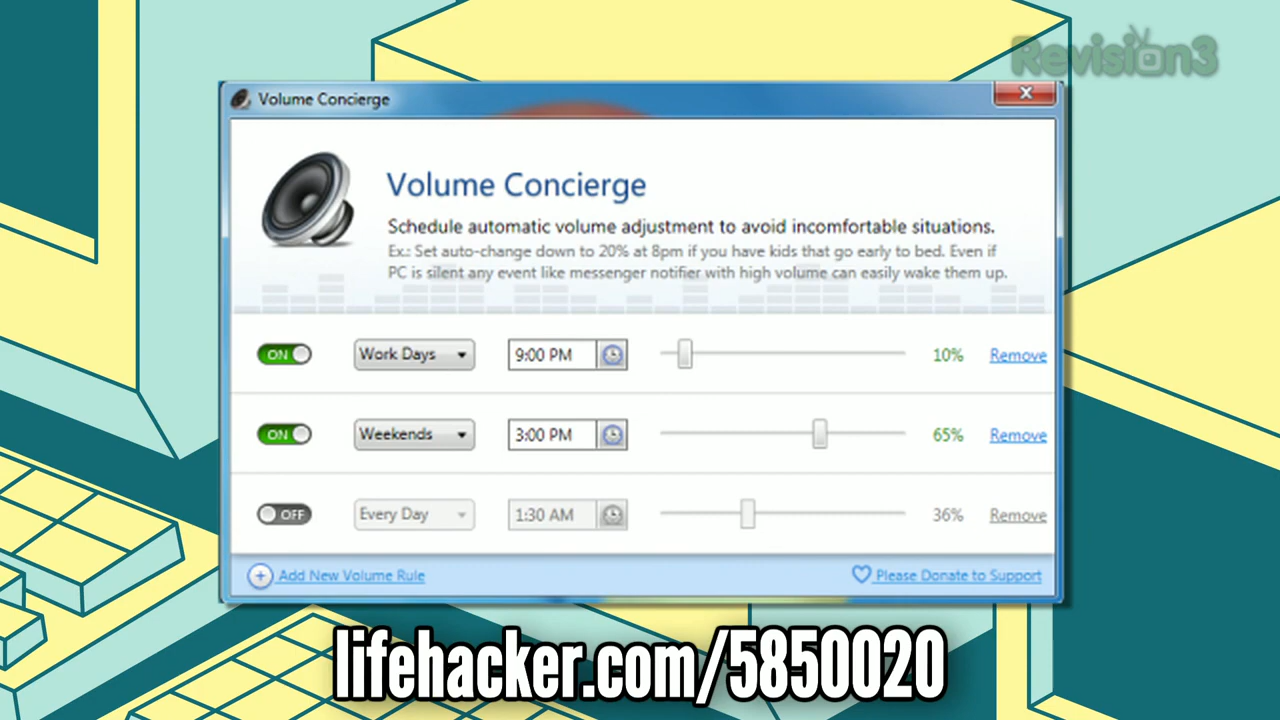 Revision3
Volume Concierge
Volume Concierge
Schedule automatic volume adjustment to avoid incomfortable situations.
Ex.: Set auto-change down to 20% at 8pm if you have kids that go early to bed. Even if
PC is silent any event like messenger notifier with high volume can easily wake them up.
ON Work Days 9:00 PM 10% Remove
ON Weekends 3:00 PM 65% Remove
OFF Every Day 1:30 AM 36% Remove
Add New Volume Rule Please Donate to Support
lifehacker.com/5850020